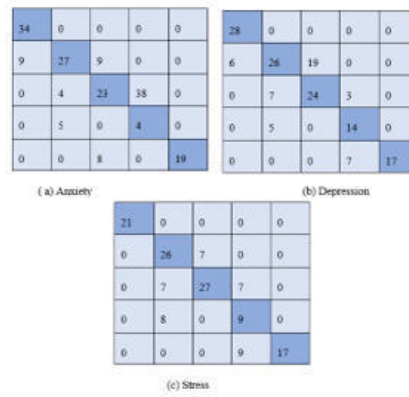 34 0 0 0 0
9 27 9 0 0
0 4 23 38 0
0 5 0 4 0
0 0 8 0 19
( a) Anxiety
28 0 0 0 0
6 26 19 0 0
0 7 24 3 0
0 5 0 14 0
0 0 0 7 17
(b) Depression
21 0 0 0 0
0 26 7 0 0
0 7 27 7 0
0 8 0 9 0
0 0 0 9 17
(c) Stress